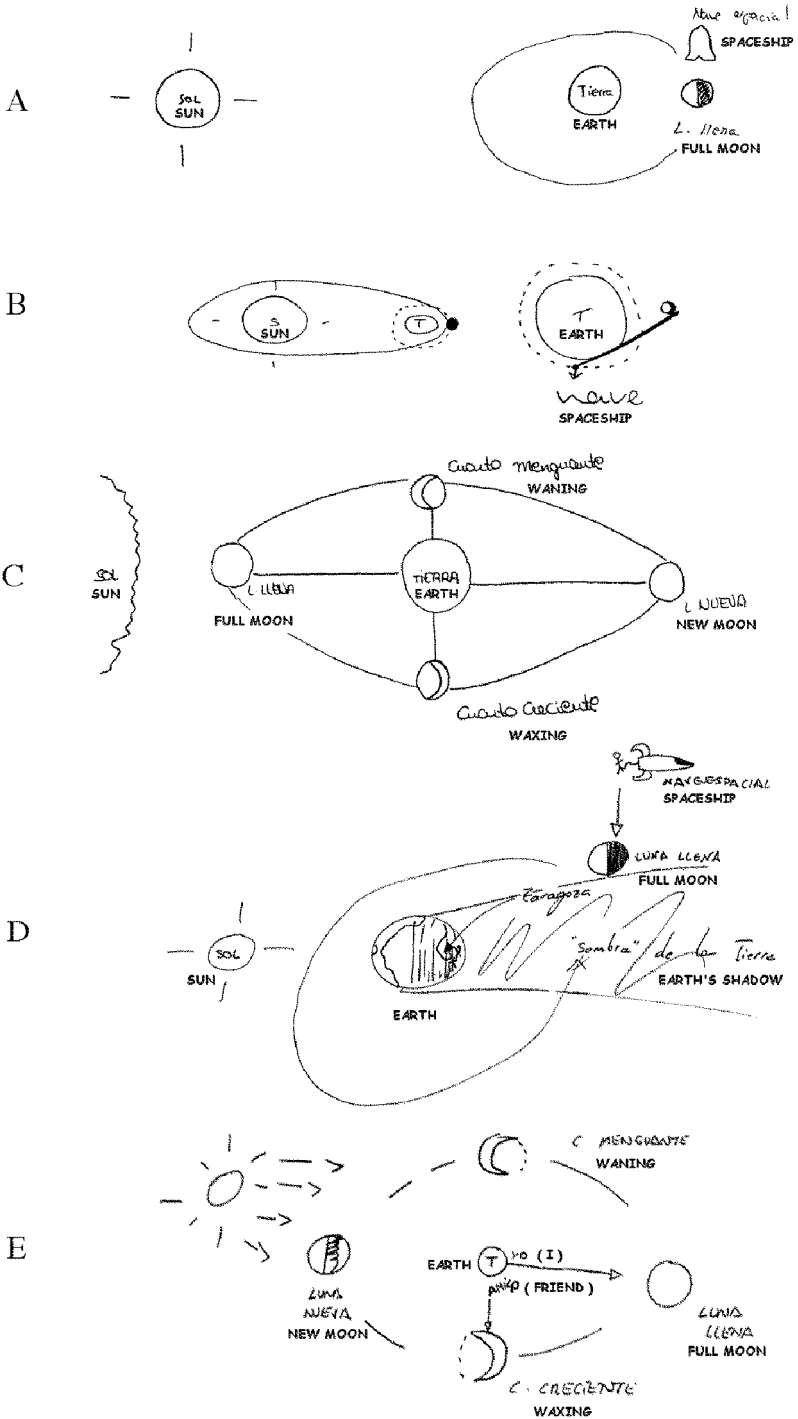 A
SOL
SUN
Tierra
EARTH
Nave espacial
SPACESHIP
L. llena
FULL MOON
B
S
SUN
T
T
EARTH
nave
SPACESHIP
C
SOL
SUN
Cuarto Menguante
WANING
L. LLENA
FULL MOON
TIERRA
EARTH
L NUEVA
NEW MOON
Cuarto Creciente
WAXING
D
SOL
SUN
NAVE ESPACIAL
SPACESHIP
LUNA LLENA
FULL MOON
Zaragoza
"Sombra" de la Tierra
EARTH'S SHADOW
EARTH
E
C MENGUANTE
WANING
EARTH
T
YO (I)
AMIGO (FRIEND)
LUNA
NUEVA
NEW MOON
LUNA
LLENA
FULL MOON
C. CRECIENTE
WAXING